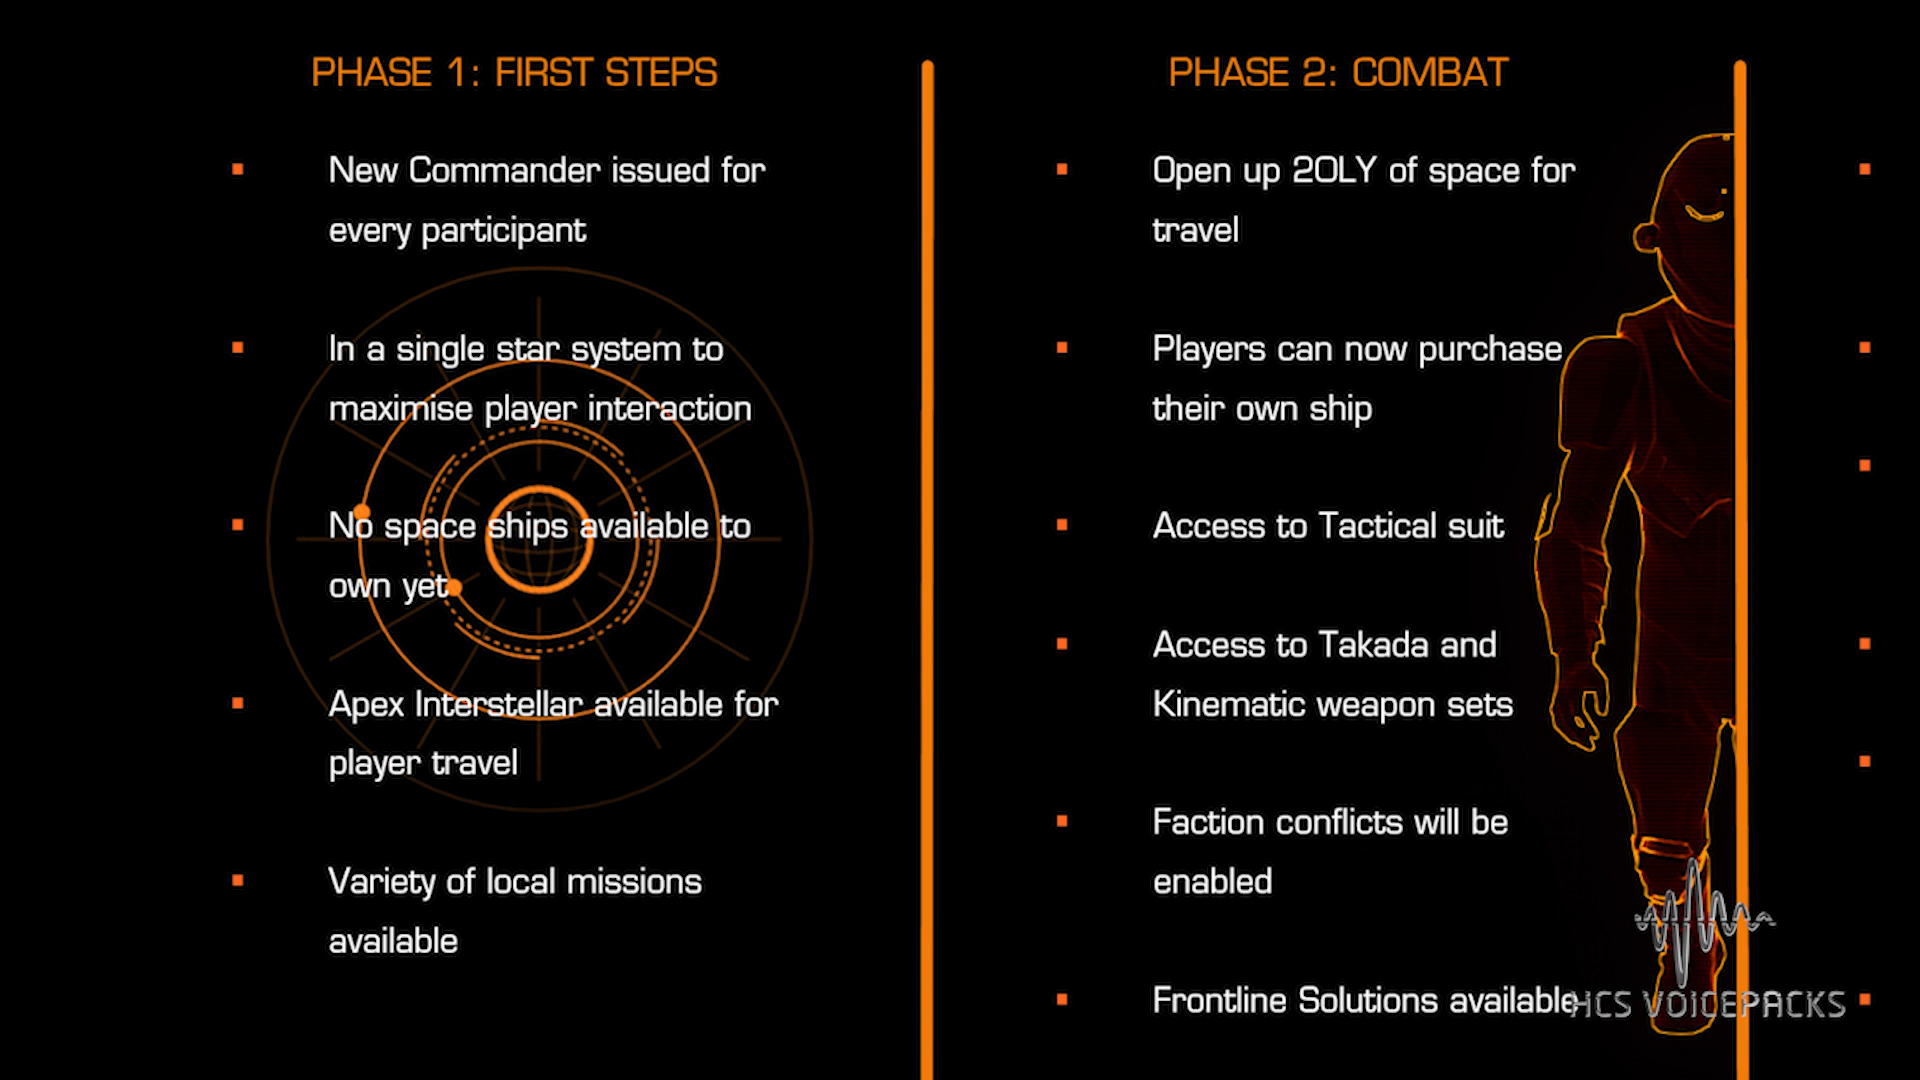 PHASE 1: FIRST STEPS
New Commander issued for
every participant
In a single star system to
maximise player interaction
No space ships available to
own yet
Apex Interstellar available for
player travel
Variety of local missions
available
PHASE 2: COMBAT
Open up 20LY of space for
travel
Players can now purchase
their own ship
Access to Tactical suit
Access to Takada and
Kinematic weapon sets
Faction conflicts will be
enabled
Frontline Solutions available
HCS VOICEPACKS